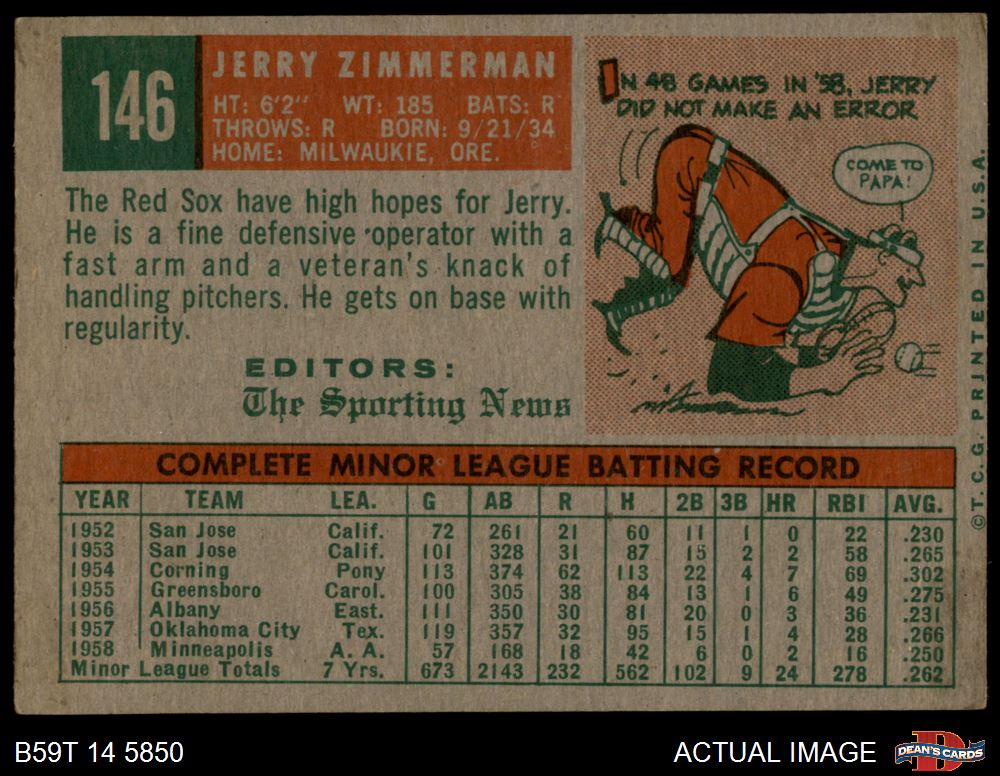 146
JERRY ZIMMERMAN
HT: 6'2" WT: 185 BATS: R
THROWS: R BORN: 9/21/34
HOME: MILWAUKIE, ORE.
The Red Sox have high hopes for Jerry.
He is a fine defensive operator with a
fast arm and a veteran's knack of
handling pitchers. He gets on base with
regularity.
EDITORS:
The Sporting News
IN 48 GAMES IN '58, JERRY
DID NOT MAKE AN ERROR
COME TO
PAPA!
©T.C.G. PRINTED IN U.S.A.
COMPLETE MINOR LEAGUE BATTING RECORD
YEAR TEAM LEA. G AB R H 2B 3B HR RBI AVG.
1952 San Jose Calif. 72 261 21 60 11 1 0 22 .230
1953 San Jose Calif. 101 328 31 87 15 2 2 58 .265
1954 Corning Pony 113 374 62 113 22 4 7 69 .302
1955 Greensboro Carol. 100 305 38 84 13 1 6 49 .275
1956 Albany East. 111 350 30 81 20 0 3 36 .231
1957 Oklahoma City Tex. 119 357 32 95 15 1 4 28 .266
1958 Minneapolis A. A. 57 168 18 42 6 0 2 16 .250
Minor League Totals 7 Yrs. 673 2143 232 562 102 9 24 278 .262
B59T 14 5850
ACTUAL IMAGE
DEAN'S CARDS